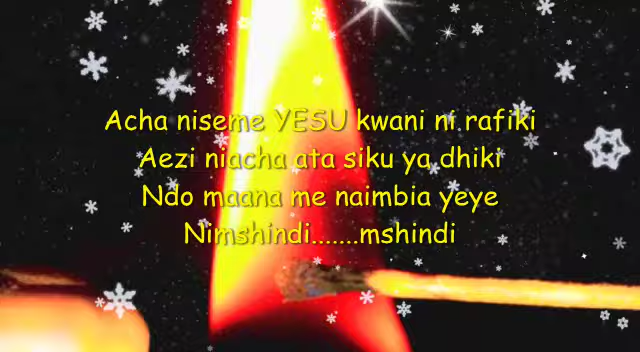 Acha niseme YESU kwani ni rafiki
Aezi niacha ata siku ya dhiki
Ndo maana me naimbia yeye
Nimshindi.......mshindi